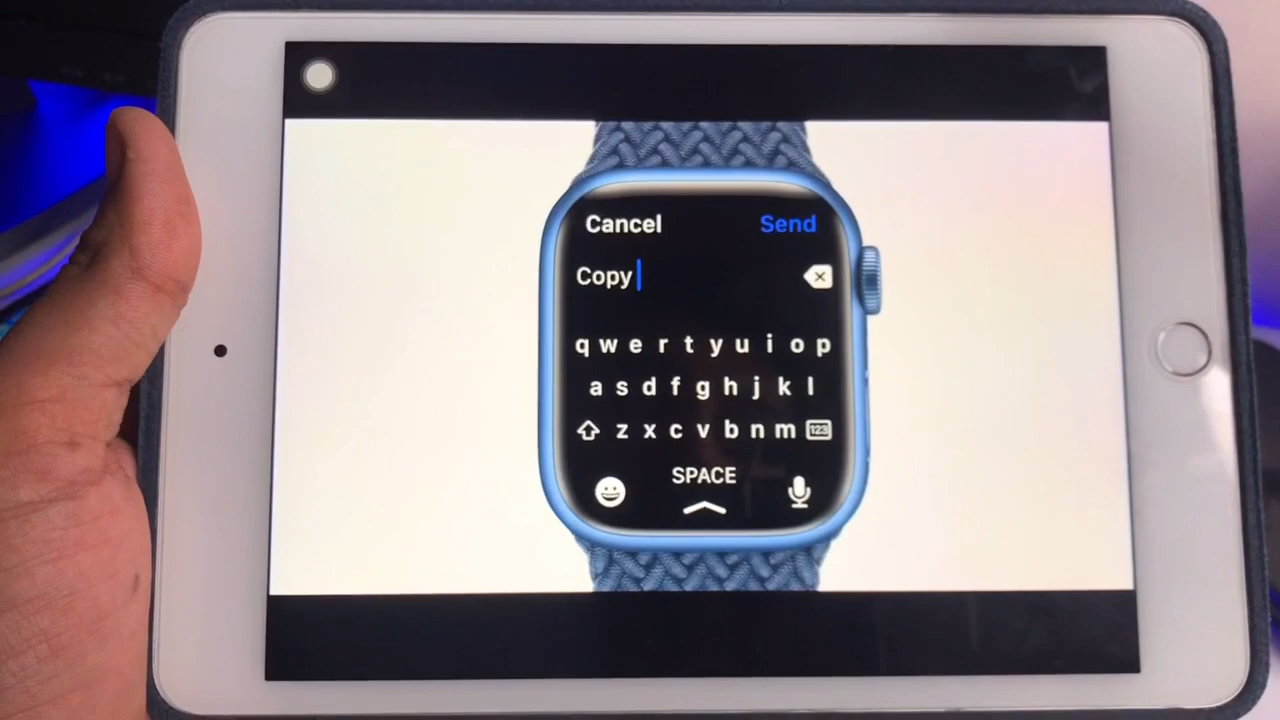 Cancel Send
Copy
q w e r t y u i o p
a s d f g h j k l
z x c v b n m 123
SPACE